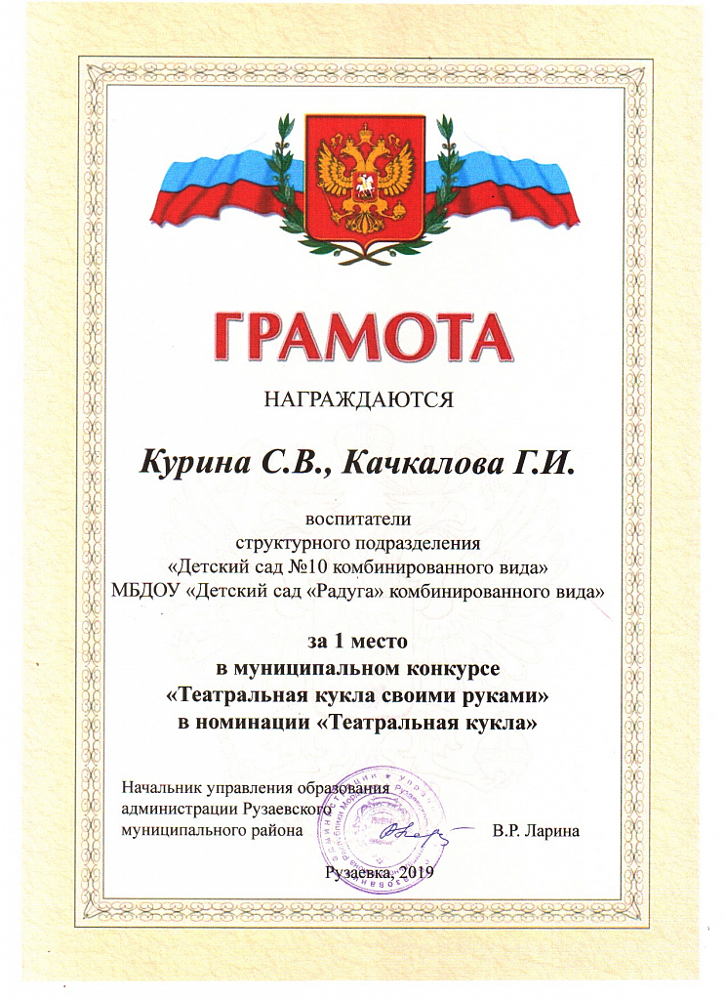 ГРАМОТА
НАГРАЖДАЮТСЯ
Курина С.В., Качкалова Г.И.
воспитатели
структурного подразделения
«Детский сад №10 комбинированного вида»
МБДОУ «Детский сад «Радуга» комбинированного вида»
за 1 место
в муниципальном конкурсе
«Театральная кукла своими руками»
в номинации «Театральная кукла»
Начальник управления образования
администрации Рузаевского
муниципального района
В.Р. Ларина
Рузаевка, 2019